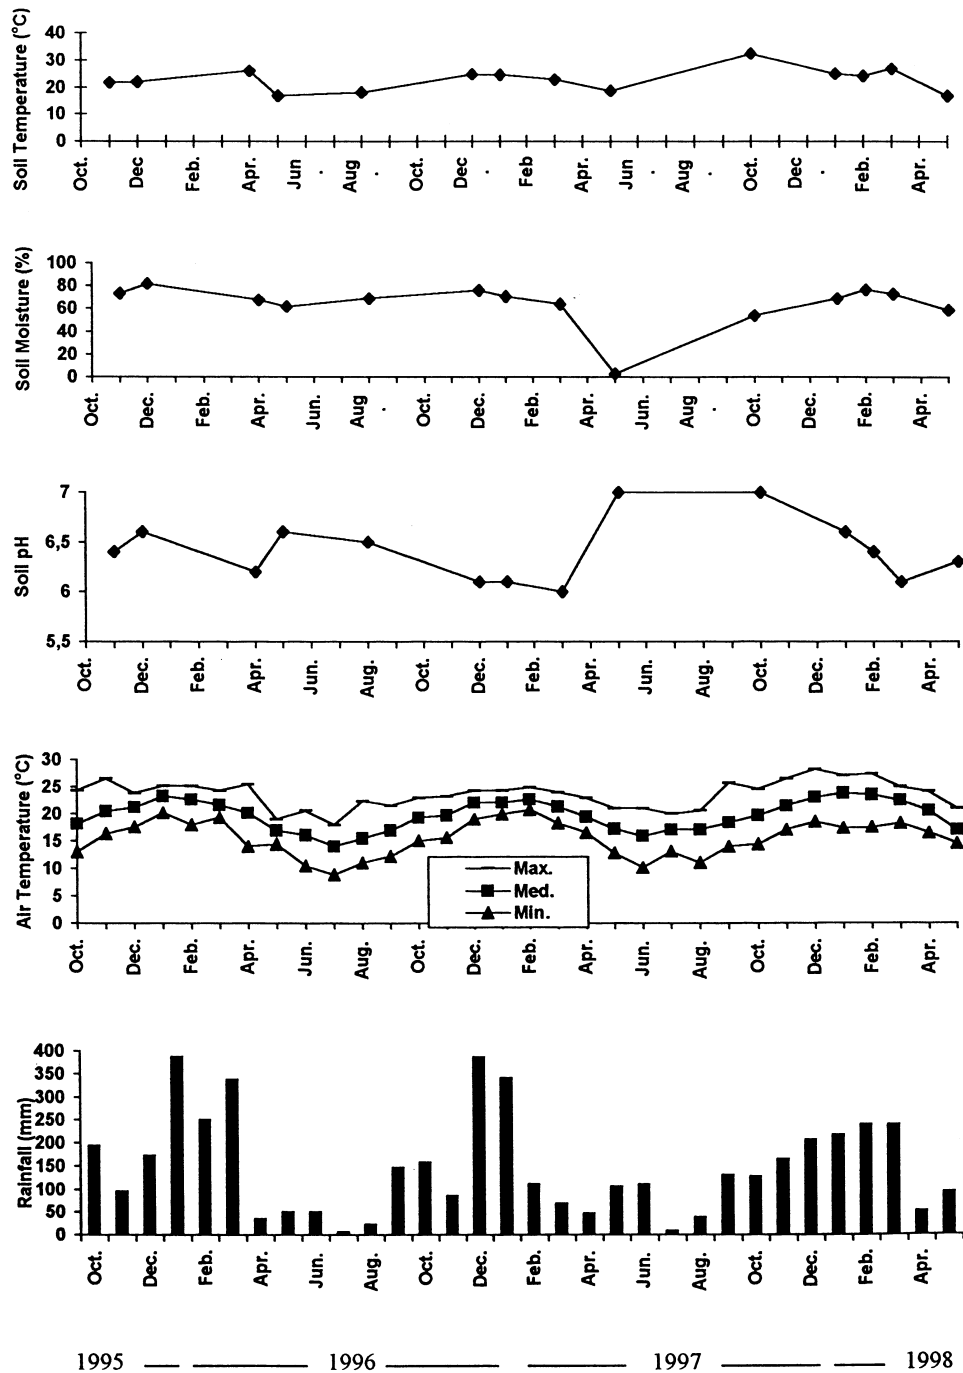 Soil Temperature (°C)
40
30
20
10
0
Oct. Dec Feb. Apr. Jun. Aug. Oct. Dec. Feb. Apr. Jun. Aug. Oct. Dec. Feb. Apr.
Soil Moisture (%)
100
80
60
40
20
0
Oct. Dec. Feb. Apr. Jun. Aug. Oct. Dec. Feb. Apr. Jun. Aug. Oct. Dec. Feb. Apr.
Soil pH
7
6,5
6
5,5
Oct. Dec. Feb. Apr. Jun. Aug. Oct. Dec. Feb. Apr. Jun. Aug. Oct. Dec. Feb. Apr.
Air Temperature (°C)
30
25
20
15
10
5
0
Max.
Med.
Min.
Oct. Dec. Feb. Apr. Jun. Aug. Oct. Dec. Feb. Apr. Jun. Aug. Oct. Dec. Feb. Apr.
Rainfall (mm)
400
350
300
250
200
150
100
50
0
Oct. Dec. Feb. Apr. Jun. Aug. Oct. Dec. Feb. Apr. Jun. Aug. Oct. Dec. Feb. Apr.
1995 1996 1997 1998